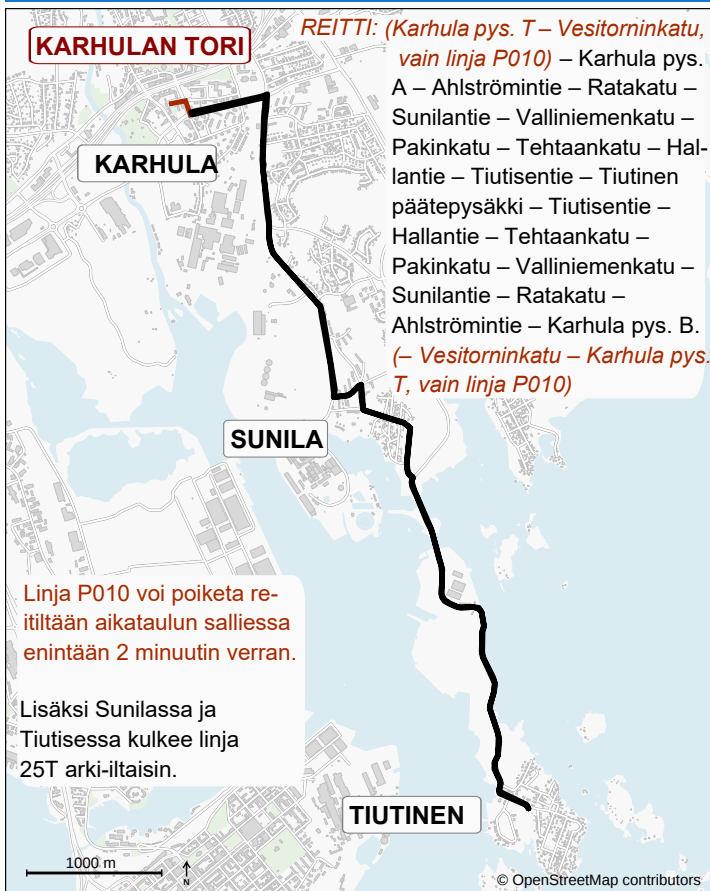 KARHULAN TORI
REITTI: (Karhula pys. T – Vesitorninkatu,
vain linja P010) – Karhula pys.
A – Ahlströmintie – Ratakatu –
Sunilantie – Valliniemenkatu –
Pakinkatu – Tehtaankatu – Hal-
lantie – Tiutisentie – Tiutinen
päätepysäkki – Tiutisentie –
Hallantie – Tehtaankatu –
Pakinkatu – Valliniemenkatu –
Sunilantie – Ratakatu –
Ahlströmintie – Karhula pys. B.
(– Vesitorninkatu – Karhula pys.
T, vain linja P010)
KARHULA
SUNILA
Linja P010 voi poiketa re-
itiltään aikataulun salliessa
enintään 2 minuutin verran.
Lisäksi Sunilassa ja
Tiutisessa kulkee linja
25T arki-iltaisin.
TIUTINEN
1000 m
N
© OpenStreetMap contributors